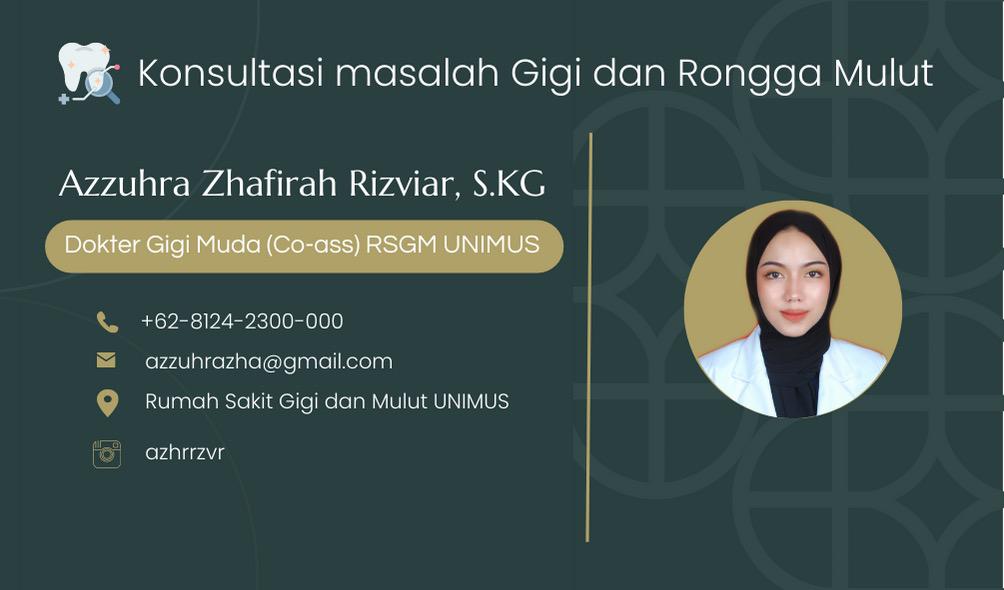 Konsultasi masalah Gigi dan Rongga Mulut
Azzuhra Zhafirah Rizviar, S.KG
Dokter Gigi Muda (Co-ass) RSGM UNIMUS
+62-8124-2300-000
azzuhrazha@gmail.com
Rumah Sakit Gigi dan Mulut UNIMUS
azhrrzvr